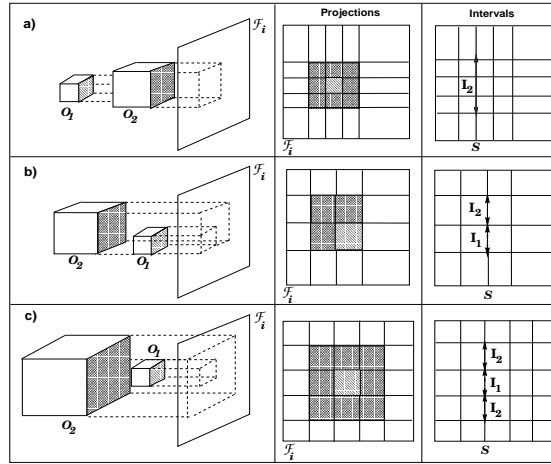 Projections
Intervals
a)
ℱi
O1
O2
ℱi
I2
S
b)
ℱi
O2
O1
ℱi
I2
I1
S
c)
ℱi
O1
O2
ℱi
I2
I1
I2
S